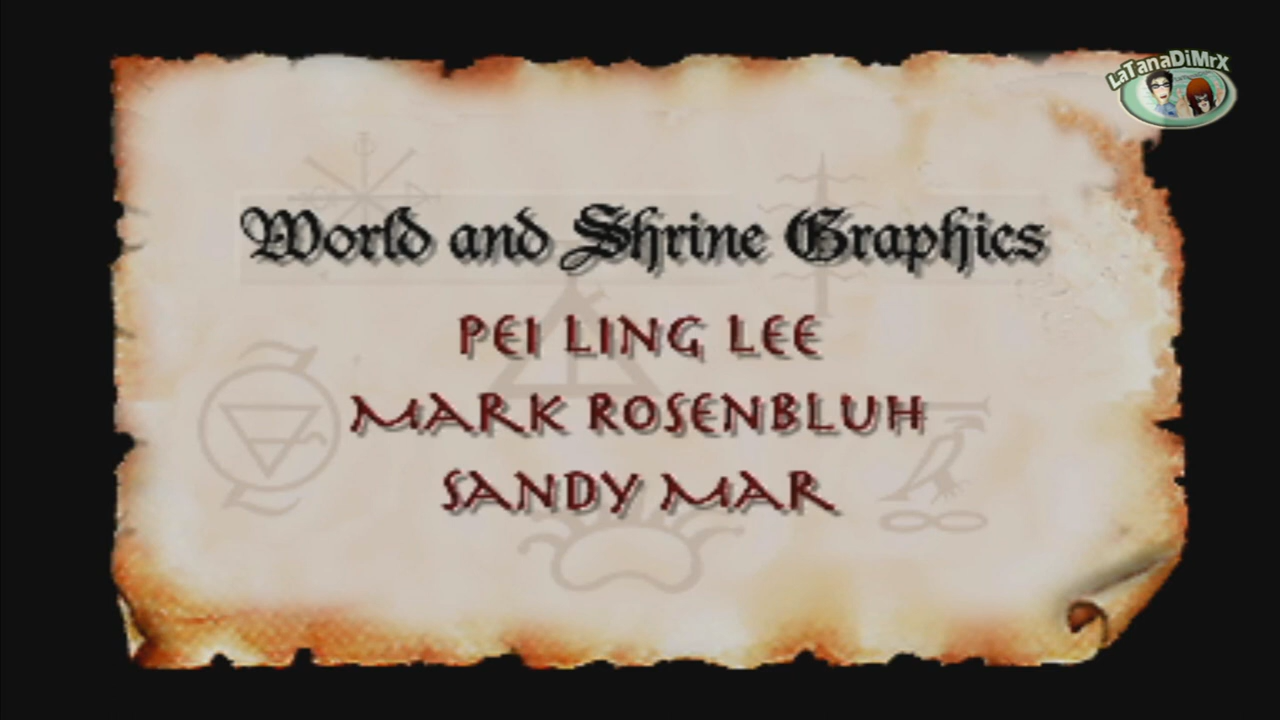 LaTanaDiMrX
World and Shrine Graphics
PEI LING LEE
MARK ROSENBLUH
SANDY MAR